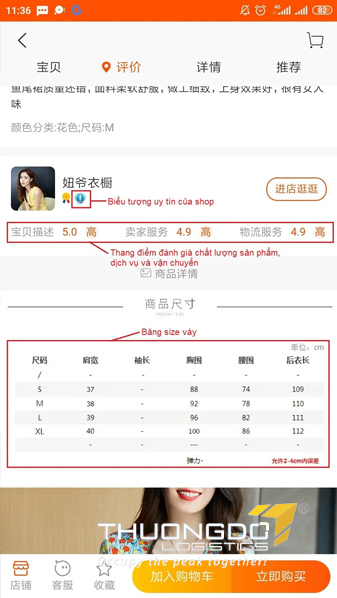 11:36
4G
82
宝贝
评价
详情
推荐
鱼尾裙质量还错，面料柔软舒服，做工细致，上身效果好，很有女人
味
颜色分类:花色;尺码:M
妞爷衣橱
进店逛逛
Biểu tượng uy tín của shop
宝贝描述 5.0 高 卖家服务 4.9 高 物流服务 4.9 高
Thang điểm đánh giá chất lượng sản phẩm,
dịch vụ và vận chuyển
商品详情
商品尺寸
Bảng size váy
单位：cm
尺码 肩宽 袖长 胸围 腰围 后衣长
/ - - - - -
S 37 - 88 74 109
M 38 - 92 78 110
L 39 - 96 82 111
XL 40 - 100 86 112
- - --- - -
弹力- 允许2-4cm内误差
THUONGDO
LOGISTICS
Occupy the peak together!
店铺
客服
收藏
加入购物车
立即购买